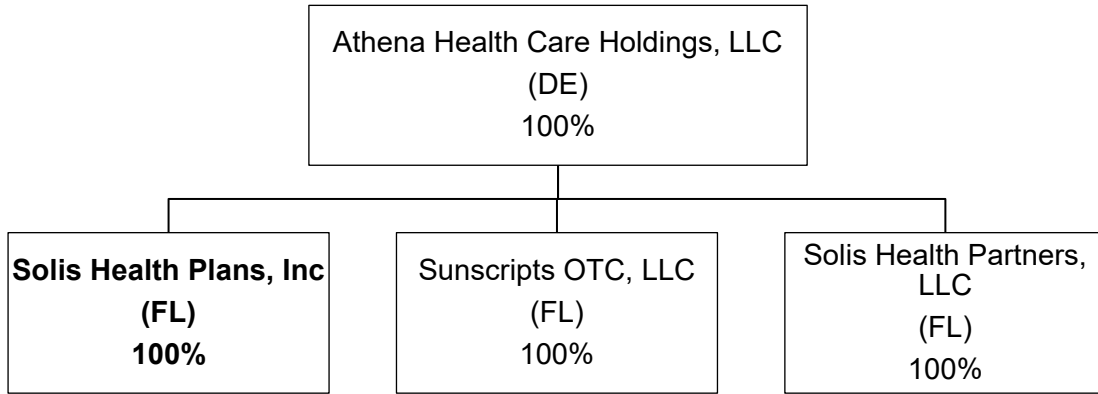 Athena Health Care Holdings, LLC
(DE)
100%
Solis Health Plans, Inc
(FL)
100%
Sunscripts OTC, LLC
(FL)
100%
Solis Health Partners,
LLC
(FL)
100%